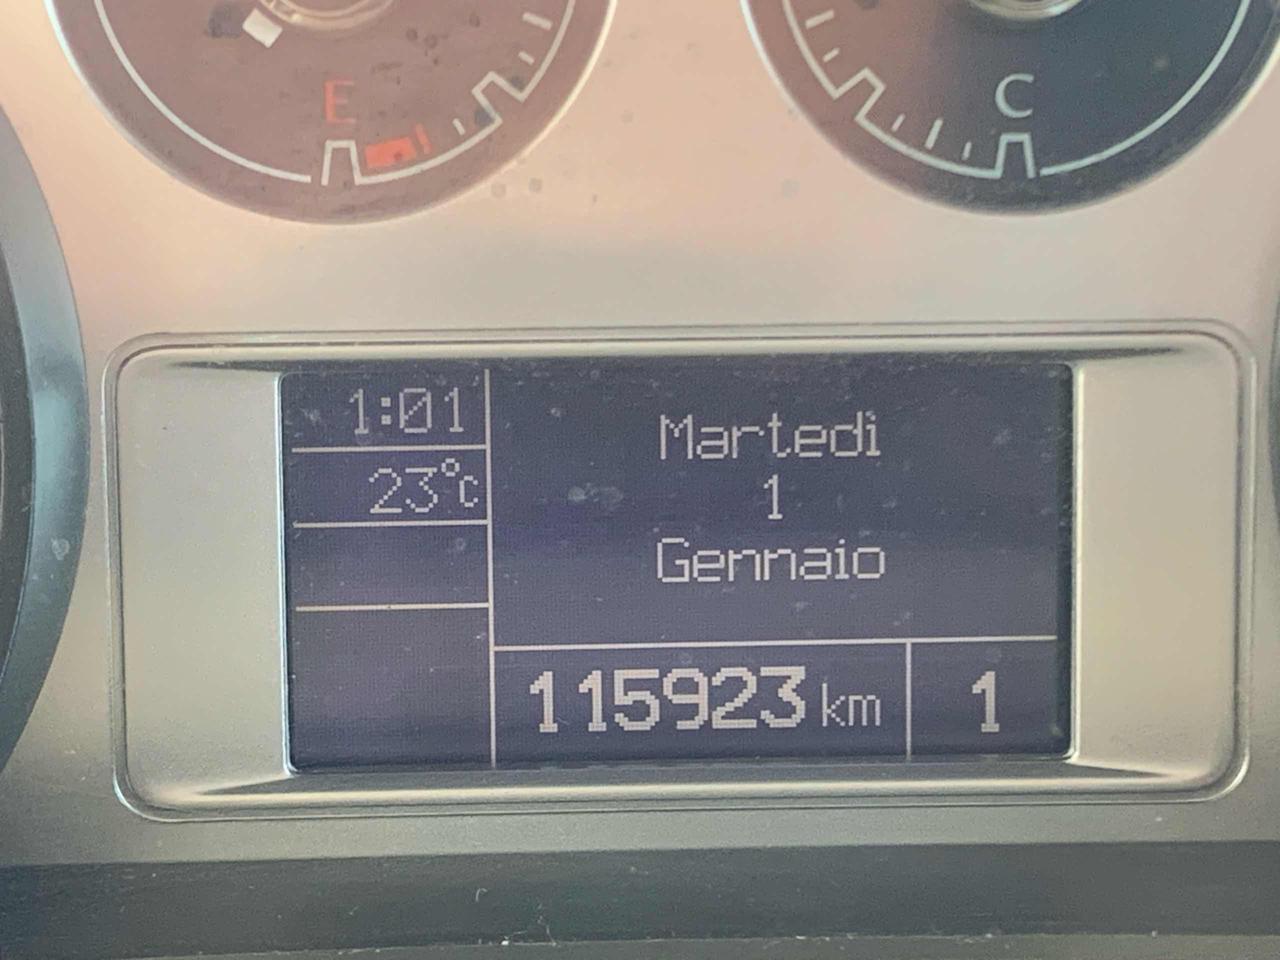 E
C
1:01
23°C
Martedì
1
Gennaio
115923 km
1